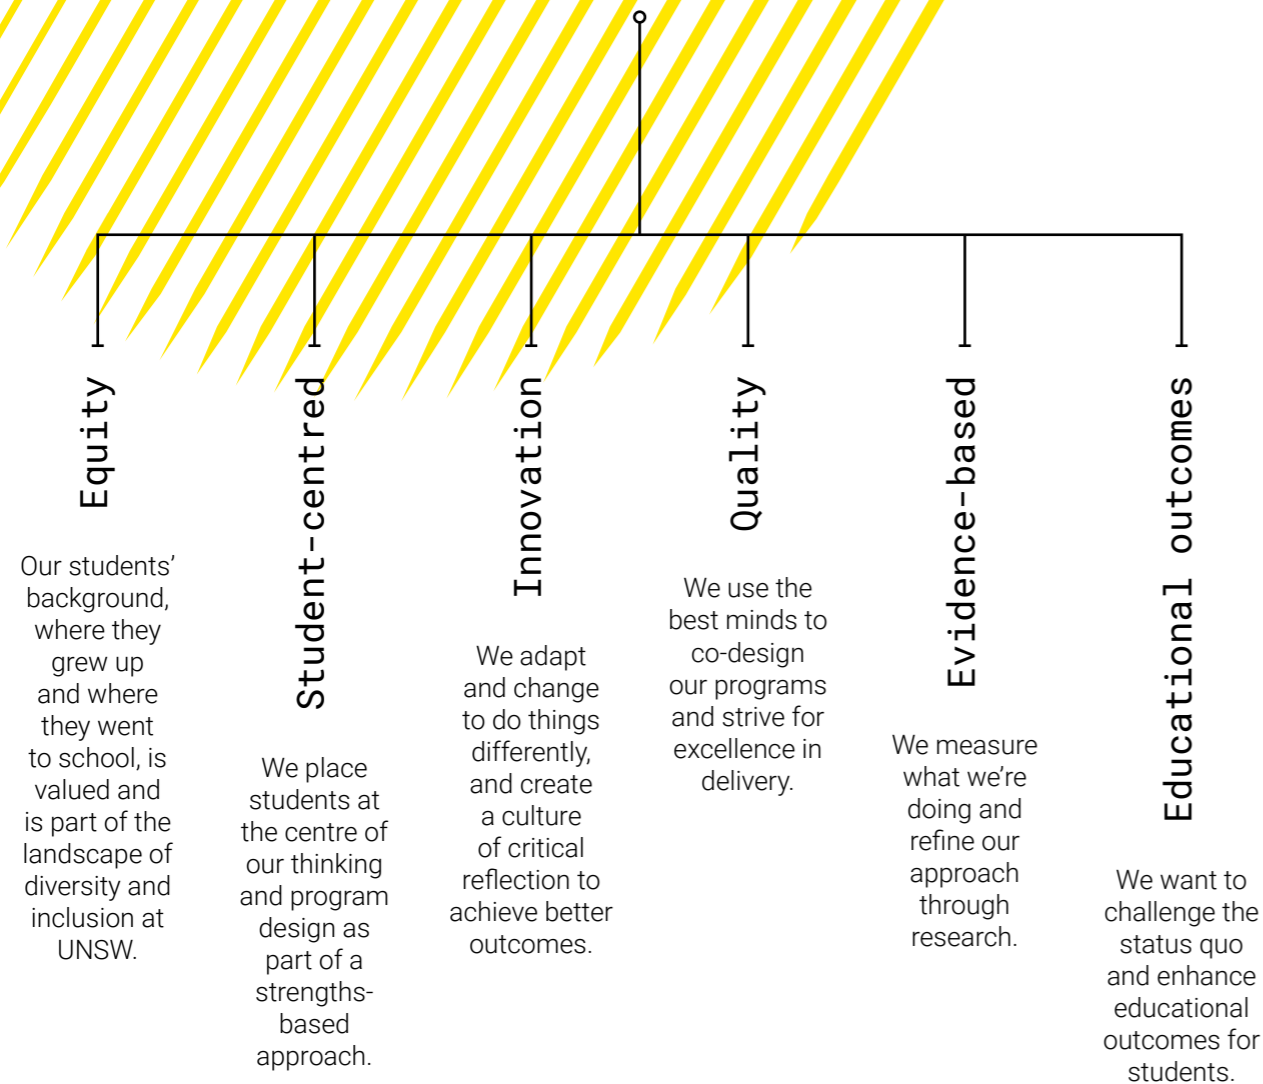 Equity
Our students’
background,
where they
grew up
and where
they went
to school, is
valued and
is part of the
landscape of
diversity and
inclusion at
UNSW.
Student-centred
We place
students at
the centre of
our thinking
and program
design as
part of a
strengths-
based
approach.
Innovation
We adapt
and change
to do things
differently,
and create
a culture
of critical
reflection to
achieve better
outcomes.
Quality
We use the
best minds to
co-design
our programs
and strive for
excellence in
delivery.
Evidence-based
We measure
what we’re
doing and
refine our
approach
through
research.
Educational outcomes
We want to
challenge the
status quo
and enhance
educational
outcomes for
students.